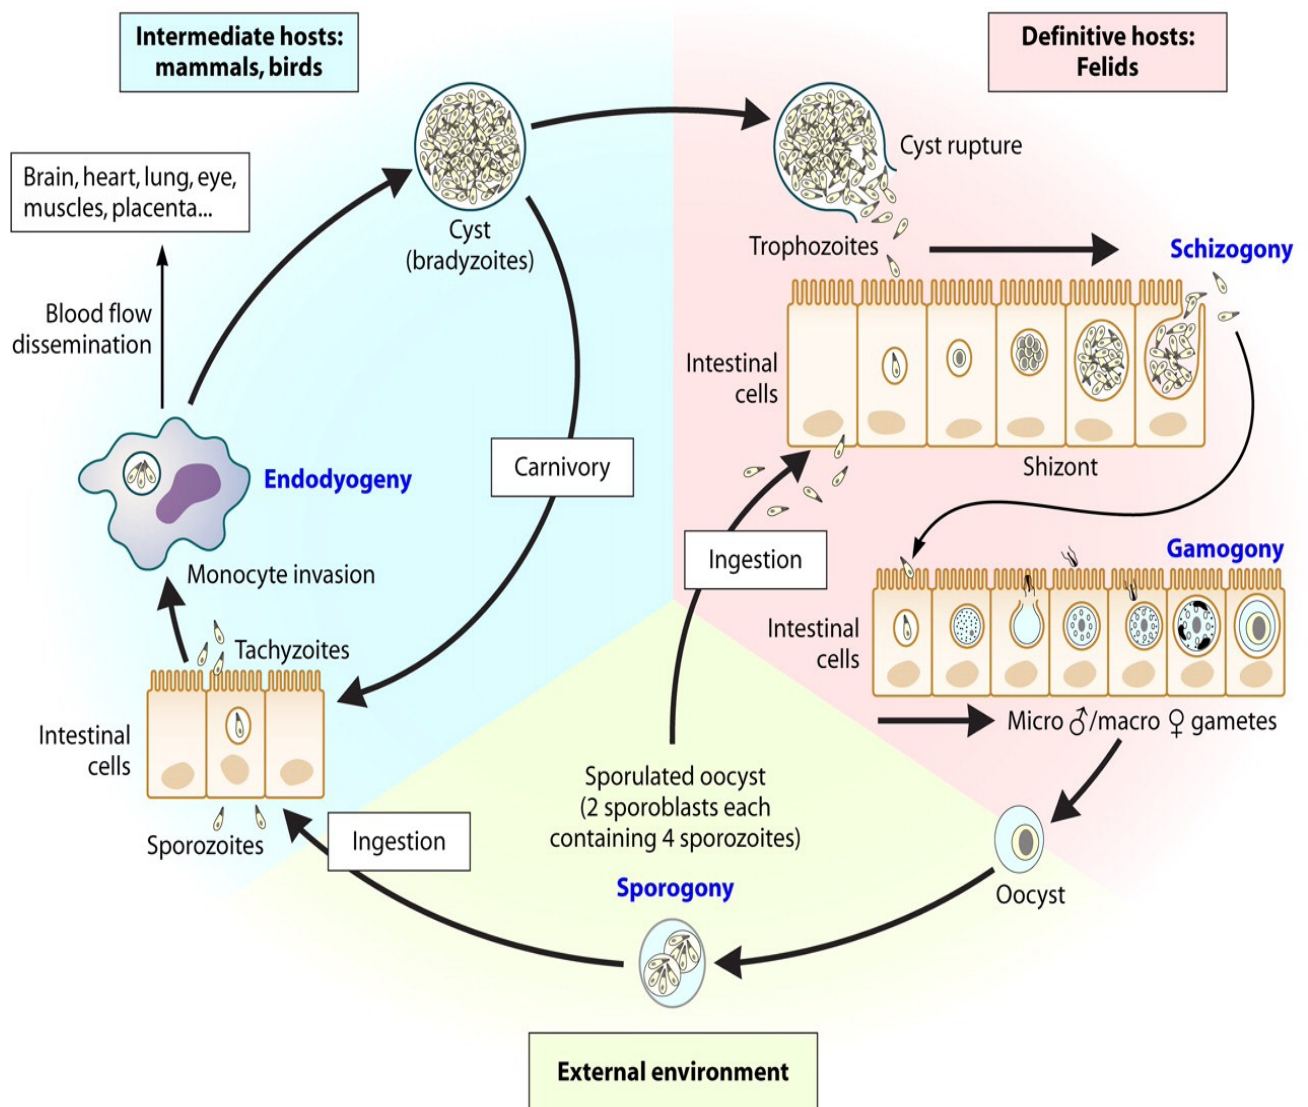 Intermediate hosts:
mammals, birds
Definitive hosts:
Felids
Brain, heart, lung, eye,
muscles, placenta...
Cyst
(bradyzoites)
Cyst rupture
Trophozoites
Schizogony
Blood flow
dissemination
Intestinal
cells
Shizont
Endodyogeny
Carnivory
Monocyte invasion
Ingestion
Gamogony
Tachyzoites
Intestinal
cells
Intestinal
cells
Micro ♂/macro ♀ gametes
Sporozoites
Ingestion
Sporulated oocyst
(2 sporoblasts each
containing 4 sporozoites)
Sporogony
Oocyst
External environment